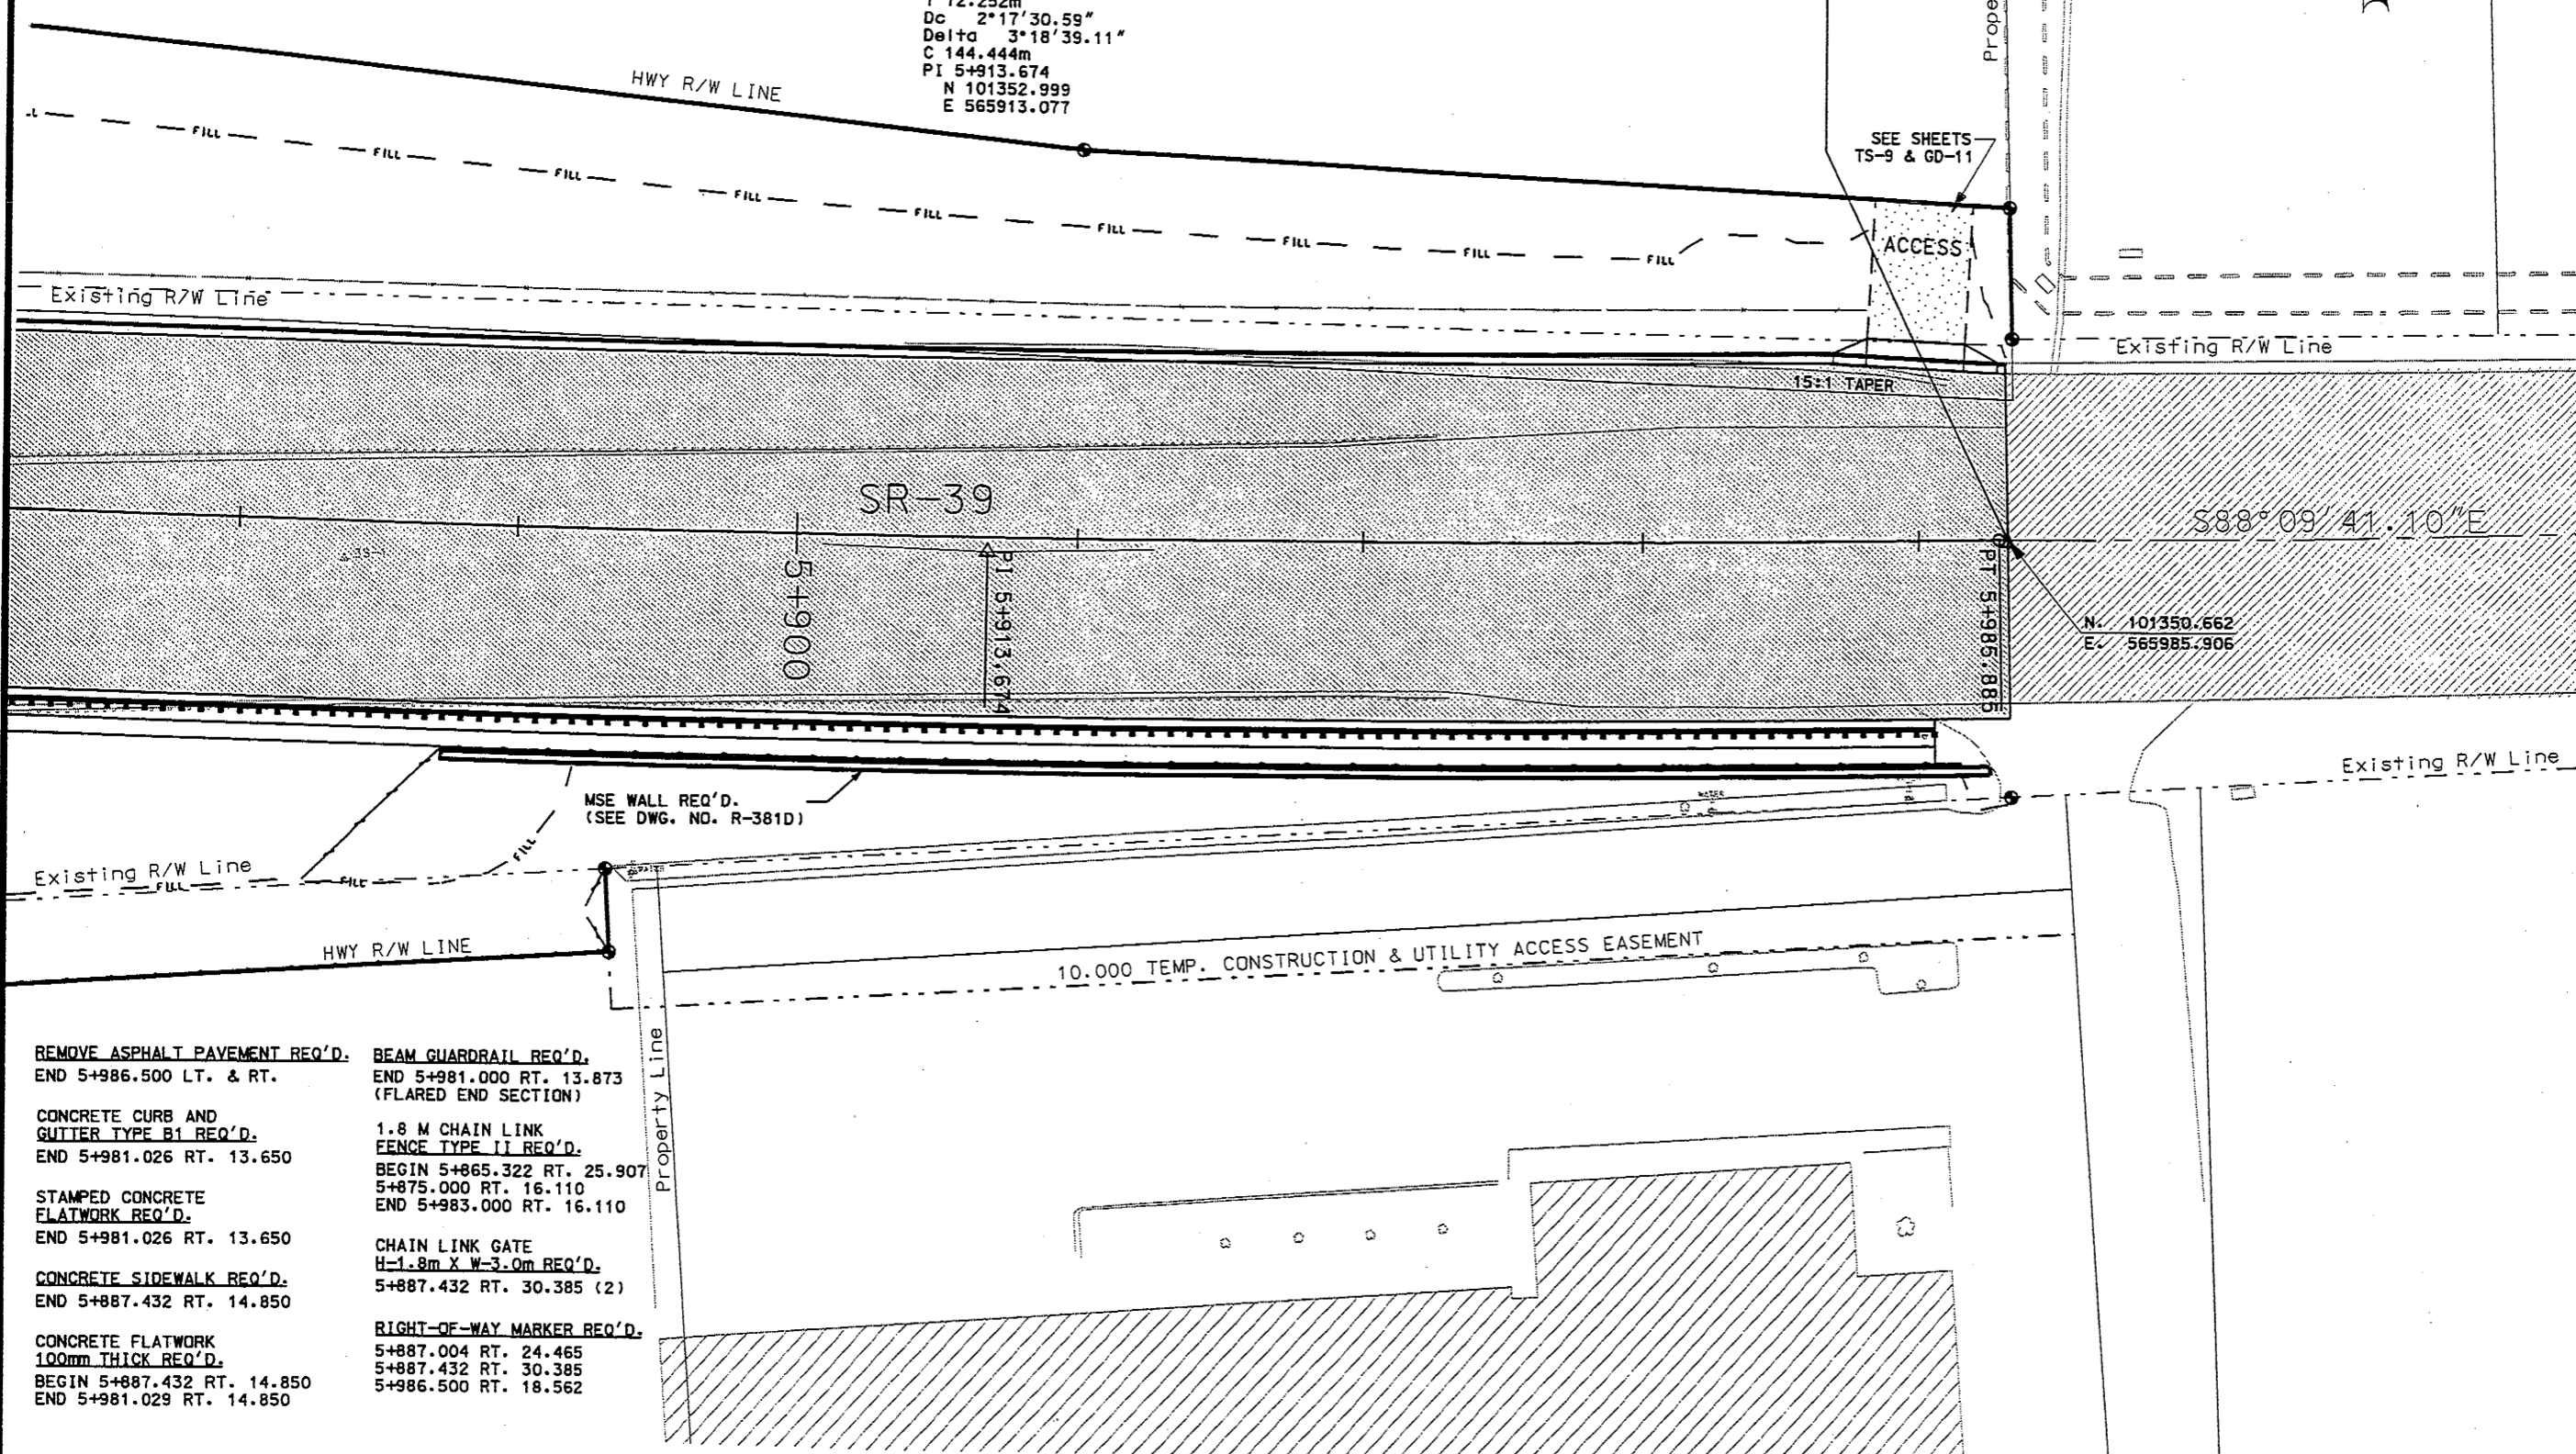 T 72.252m
Dc 2°17'30.59"
Delta 3°18'39.11"
C 144.444m
PI 5+913.674
N 101352.999
E 565913.077
HWY R/W LINE
FILL
FILL
FILL
FILL
FILL
FILL
FILL
FILL
FILL
SEE SHEETS
TS-9 & GD-11
ACCESS
Existing R/W Line
Existing R/W Line
15:1 TAPER
SR-39
S88°09'41.10"E
39-1
5+900
PI 5+913.674
PT 5+985.885
N. 101350.662
E. 565985.906
Existing R/W Line
MSE WALL REQ'D.
(SEE DWG. NO. R-381D)
WATER
FILL
Existing R/W Line
FILL
FILL
HWY R/W LINE
10.000 TEMP. CONSTRUCTION & UTILITY ACCESS EASEMENT
Property Line
REMOVE ASPHALT PAVEMENT REQ'D.
END 5+986.500 LT. & RT.
CONCRETE CURB AND
GUTTER TYPE B1 REQ'D.
END 5+981.026 RT. 13.650
STAMPED CONCRETE
FLATWORK REQ'D.
END 5+981.026 RT. 13.650
CONCRETE SIDEWALK REQ'D.
END 5+887.432 RT. 14.850
CONCRETE FLATWORK
100mm THICK REQ'D.
BEGIN 5+887.432 RT. 14.850
END 5+981.029 RT. 14.850
BEAM GUARDRAIL REQ'D.
END 5+981.000 RT. 13.873
(FLARED END SECTION)
1.8 M CHAIN LINK
FENCE TYPE II REQ'D.
BEGIN 5+865.322 RT. 25.907
5+875.000 RT. 16.110
END 5+983.000 RT. 16.110
CHAIN LINK GATE
H-1.8m X W-3.0m REQ'D.
5+887.432 RT. 30.385 (2)
RIGHT-OF-WAY MARKER REQ'D.
5+887.004 RT. 24.465
5+887.432 RT. 30.385
5+986.500 RT. 18.562